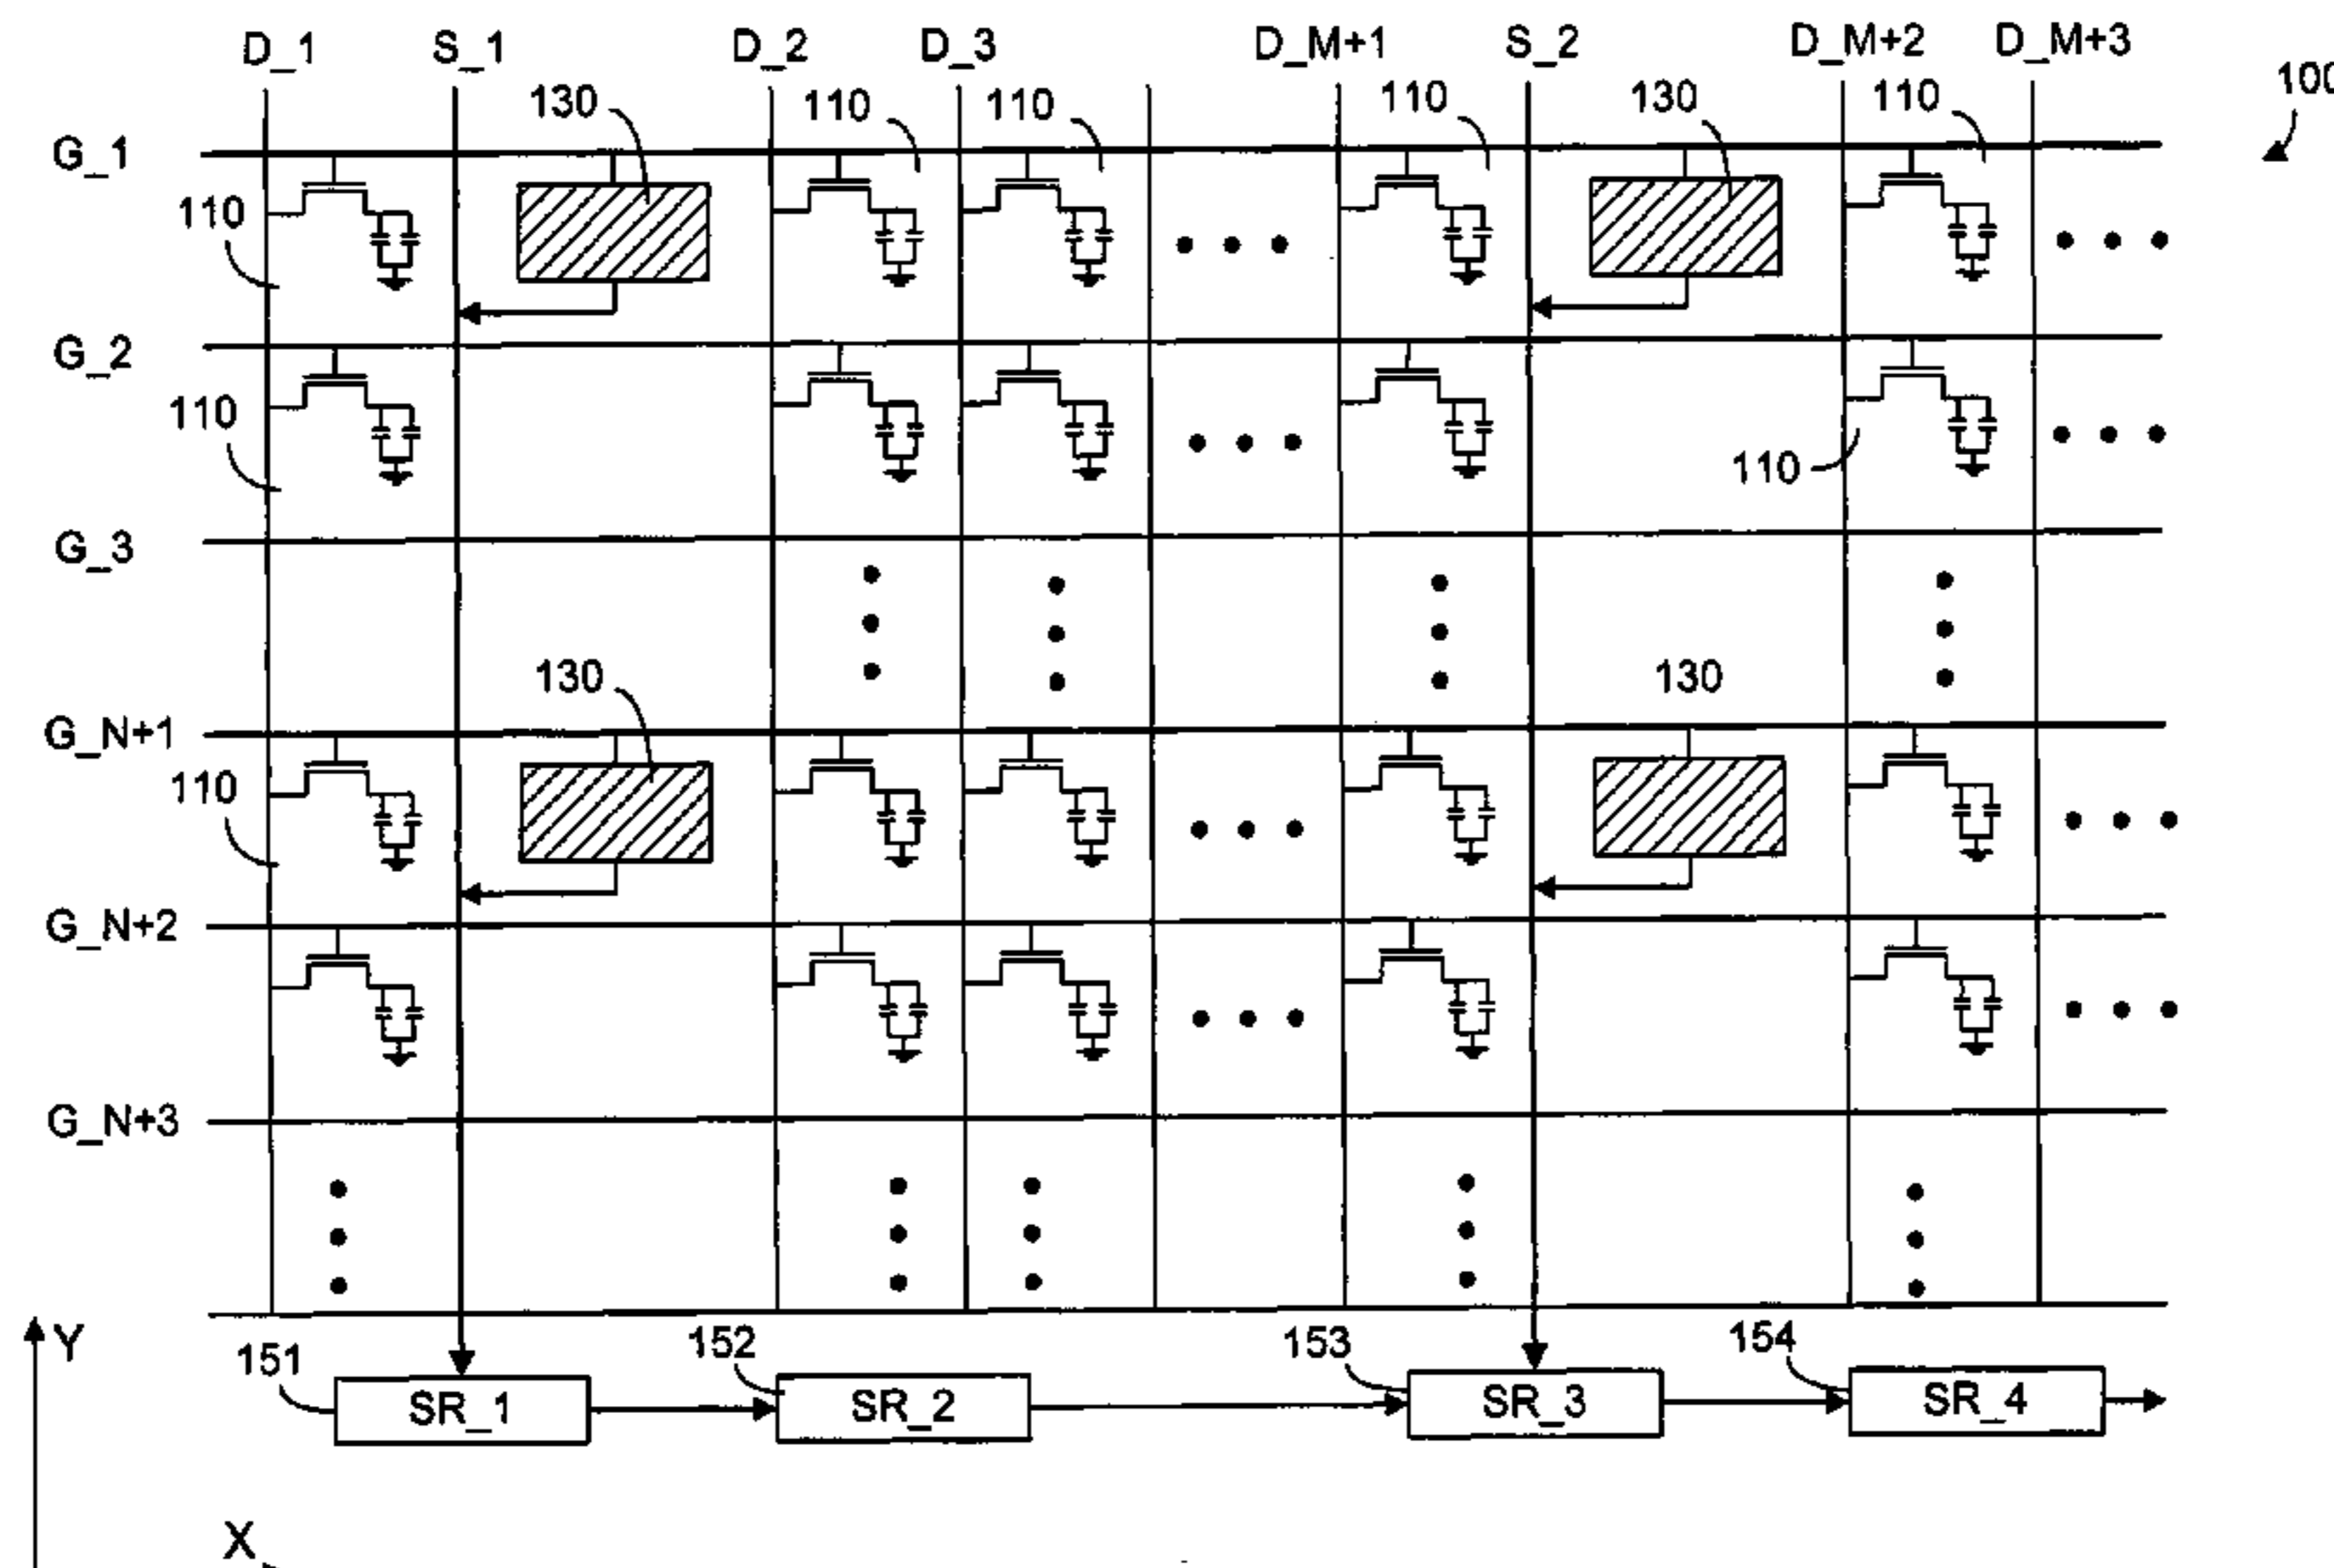 D_1 S_1 D_2 D_3 D_M+1 S_2 D_M+2 D_M+3
100
130 110 110 110 130 110
G_1
110
G_2
110
110
G_3
130 130
G_N+1
110
G_N+2
G_N+3
Y
151 152 153 154
SR_1 SR_2 SR_3 SR_4
X